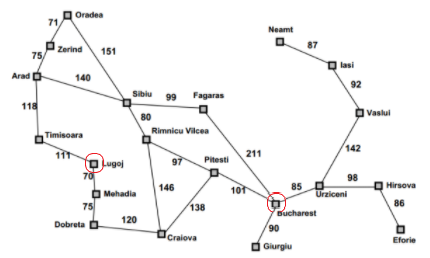 Oradea
71
Neamt
87
Zerind
151
75
Iasi
Arad
140
92
Sibiu
99
Fagaras
118
80
Vaslui
Timisoara
Rimnicu Vilcea
111
Lugoj
97
Pitesti
211
142
70
98
Hirsova
Mehadia
146
101
85
Urziceni
75
138
86
120
Bucharest
Dobreta
90
Craiova
Eforie
Giurgiu